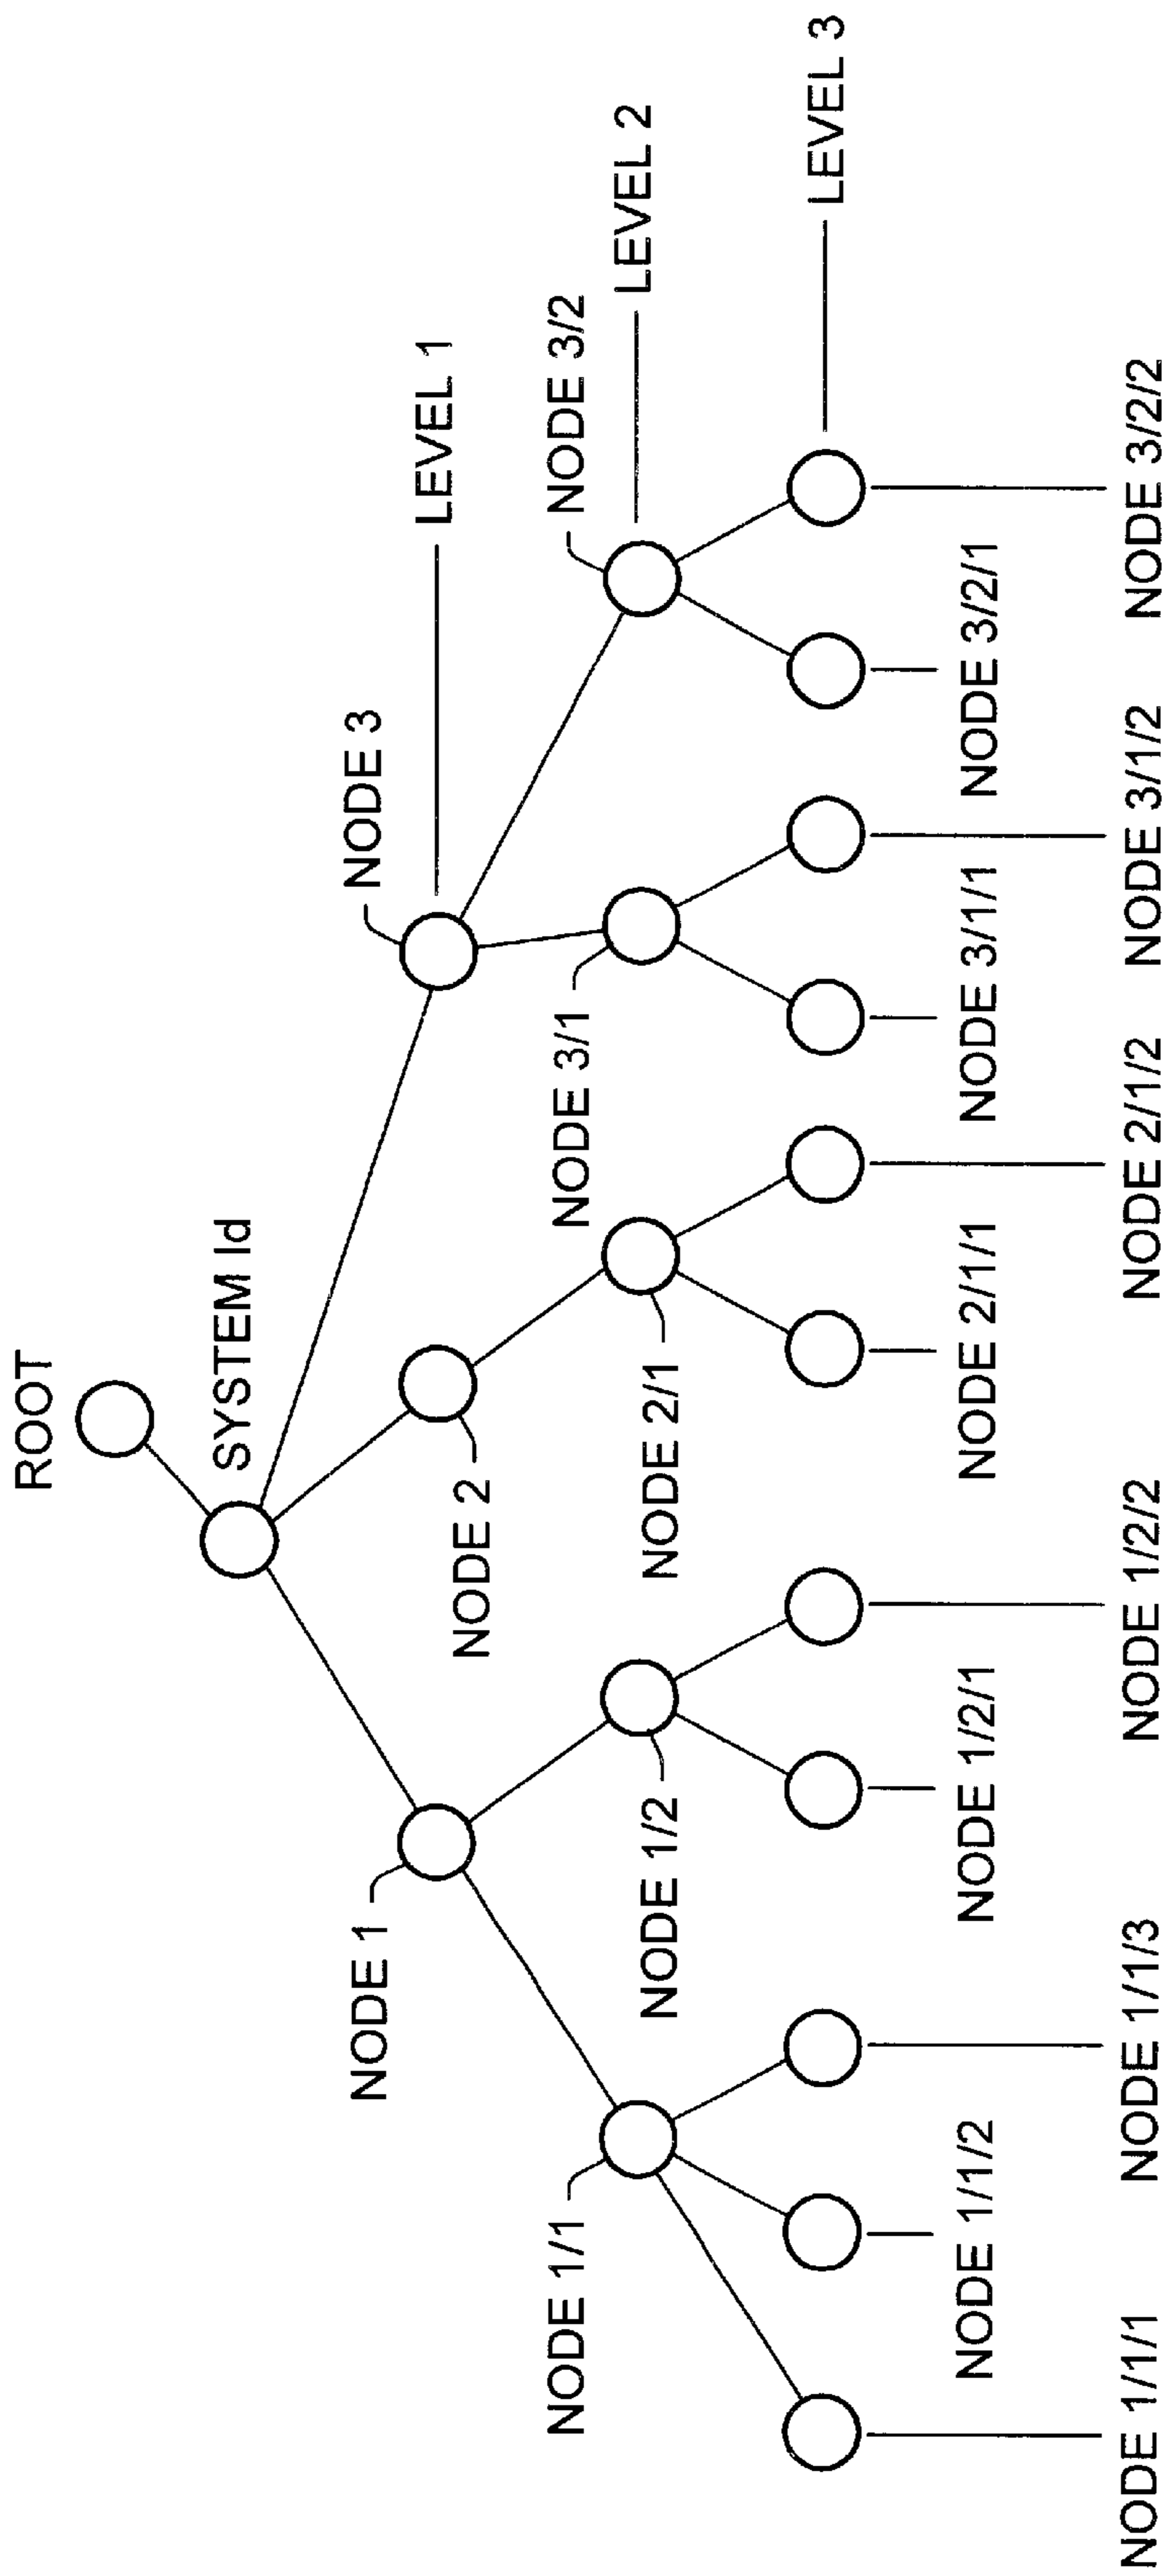 ROOT
SYSTEM Id
NODE 1
NODE 2
NODE 3
LEVEL 1
NODE 1/1
NODE 1/2
NODE 2/1
NODE 3/1
NODE 3/2
LEVEL 2
LEVEL 3
NODE 1/1/1
NODE 1/1/2
NODE 1/1/3
NODE 1/2/1
NODE 1/2/2
NODE 2/1/1
NODE 2/1/2
NODE 3/1/1
NODE 3/1/2
NODE 3/2/1
NODE 3/2/2